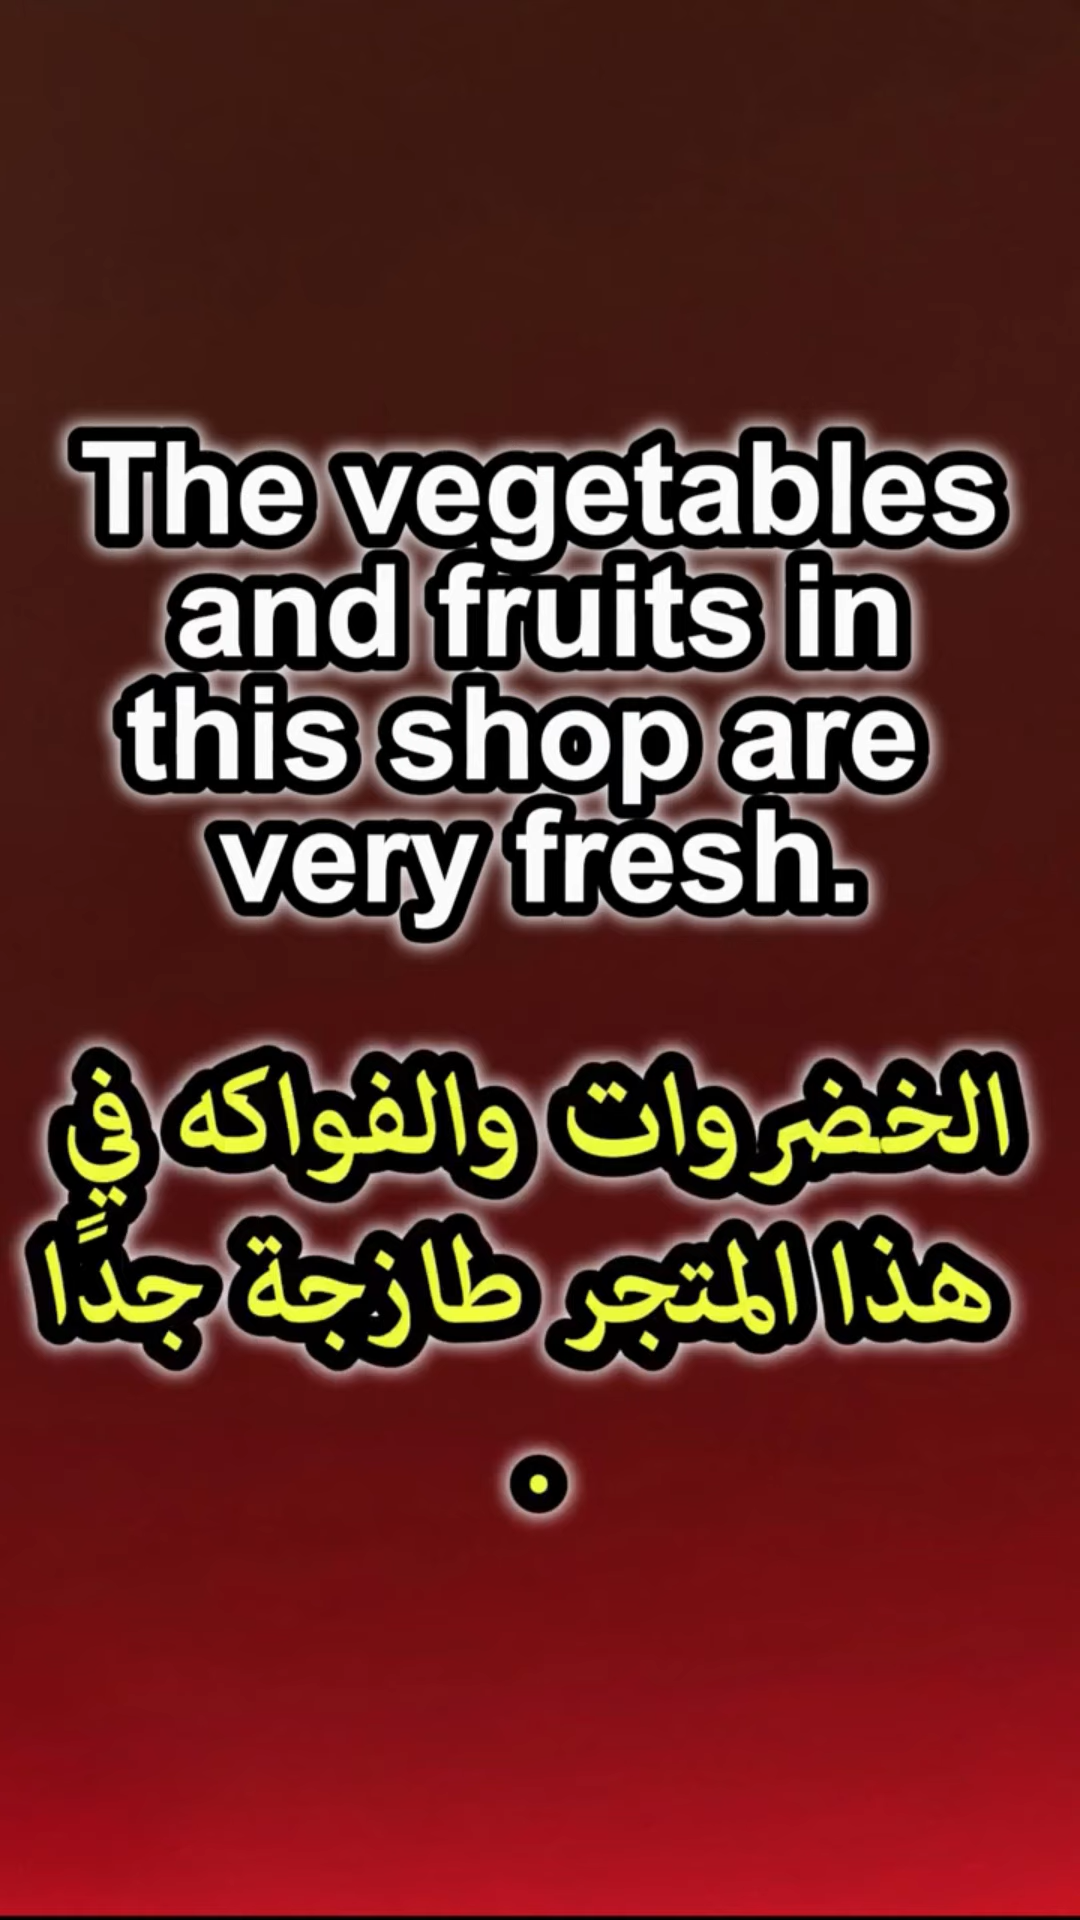 The vegetables
and fruits in
this shop are
very fresh.
الخضروات والفواكه في
هذا المتجر طازجة جدًا
.